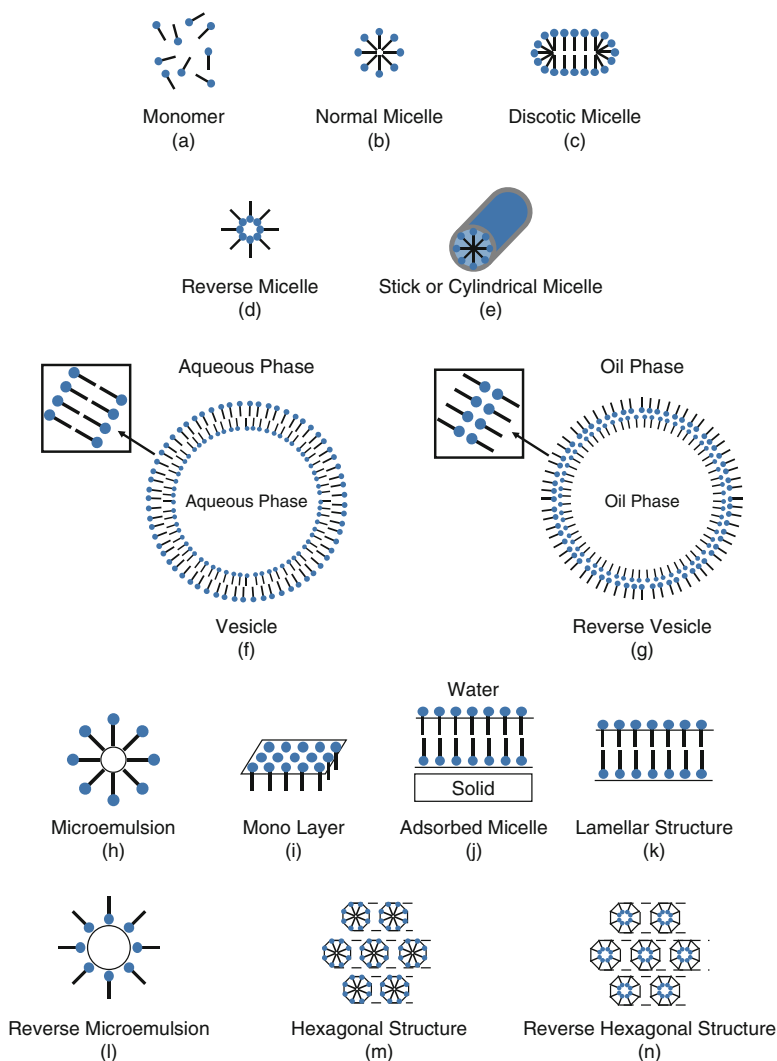 Monomer
(a)
Normal Micelle
(b)
Discotic Micelle
(c)
Reverse Micelle
(d)
Stick or Cylindrical Micelle
(e)
Aqueous Phase
Aqueous Phase
Vesicle
(f)
Oil Phase
Oil Phase
Reverse Vesicle
(g)
Microemulsion
(h)
Mono Layer
(i)
Water
Solid
Adsorbed Micelle
(j)
Lamellar Structure
(k)
Reverse Microemulsion
(l)
Hexagonal Structure
(m)
Reverse Hexagonal Structure
(n)